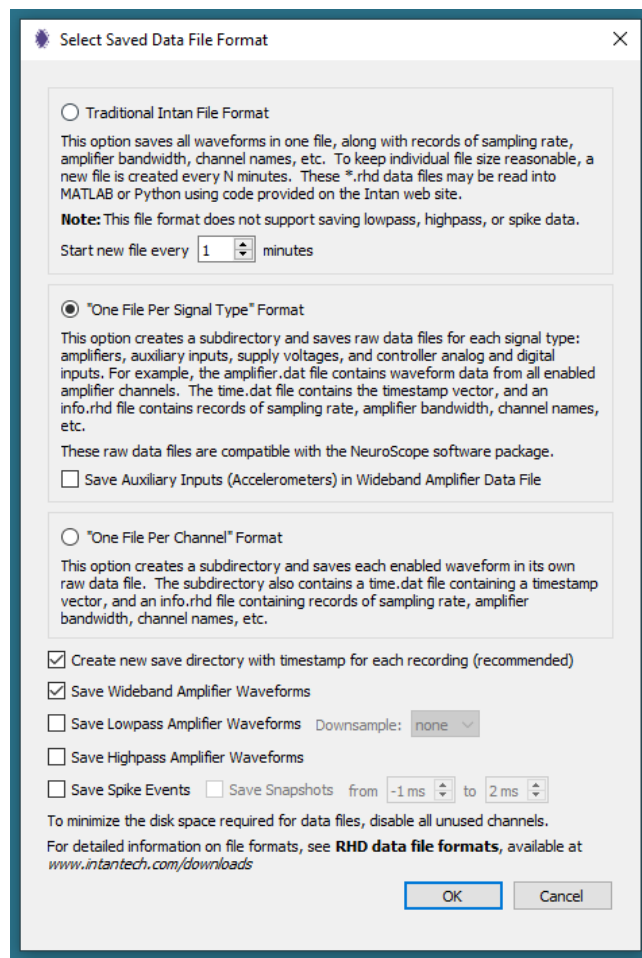 Select Saved Data File Format
Traditional Intan File Format
This option saves all waveforms in one file, along with records of sampling rate,
amplifier bandwidth, channel names, etc. To keep individual file size reasonable, a
new file is created every N minutes. These *.rhd data files may be read into
MATLAB or Python using code provided on the Intan web site.
Note: This file format does not support saving lowpass, highpass, or spike data.
Start new file every 1 minutes
"One File Per Signal Type" Format
This option creates a subdirectory and saves raw data files for each signal type:
amplifiers, auxiliary inputs, supply voltages, and controller analog and digital
inputs. For example, the amplifier.dat file contains waveform data from all enabled
amplifier channels. The time.dat file contains the timestamp vector, and an
info.rhd file contains records of sampling rate, amplifier bandwidth, channel names,
etc.
These raw data files are compatible with the NeuroScope software package.
Save Auxiliary Inputs (Accelerometers) in Wideband Amplifier Data File
"One File Per Channel" Format
This option creates a subdirectory and saves each enabled waveform in its own
raw data file. The subdirectory also contains a time.dat file containing a timestamp
vector, and an info.rhd file containing records of sampling rate, amplifier
bandwidth, channel names, etc.
Create new save directory with timestamp for each recording (recommended)
Save Wideband Amplifier Waveforms
Save Lowpass Amplifier Waveforms Downsample: none
Save Highpass Amplifier Waveforms
Save Spike Events Save Snapshots from -1 ms to 2 ms
To minimize the disk space required for data files, disable all unused channels.
For detailed information on file formats, see RHD data file formats, available at
www.intantech.com/downloads
OK Cancel